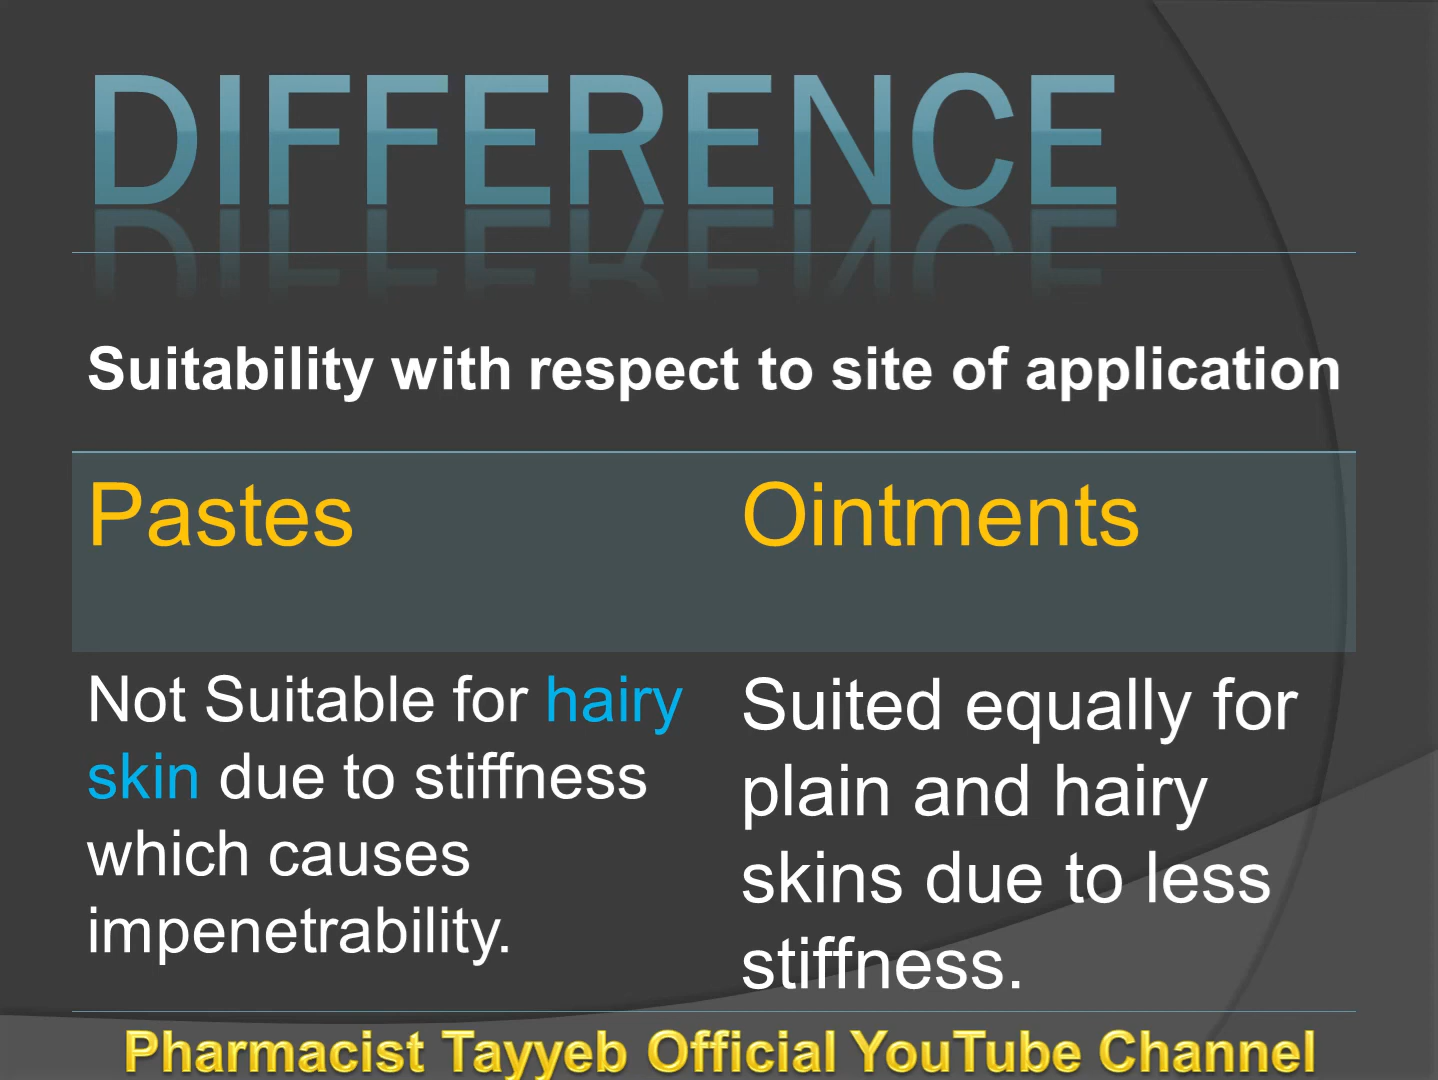 DIFFERENCE
Suitability with respect to site of application
Pastes
Ointments
Not Suitable for hairy
skin due to stiffness
which causes
impenetrability.
Suited equally for
plain and hairy
skins due to less
stiffness.
Pharmacist Tayyeb Official YouTube Channel